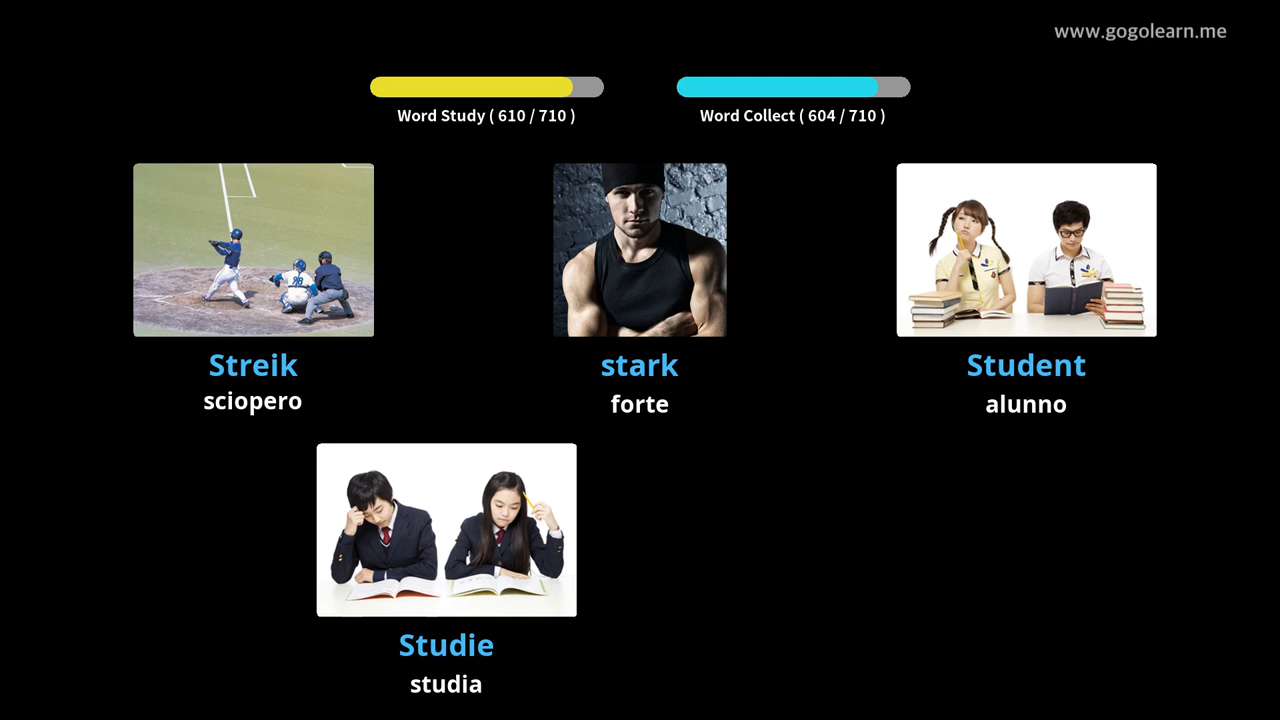 www.gogolearn.me
Word Study ( 610 / 710 )
Word Collect ( 604 / 710 )
Streik
sciopero
stark
forte
Student
alunno
Studie
studia